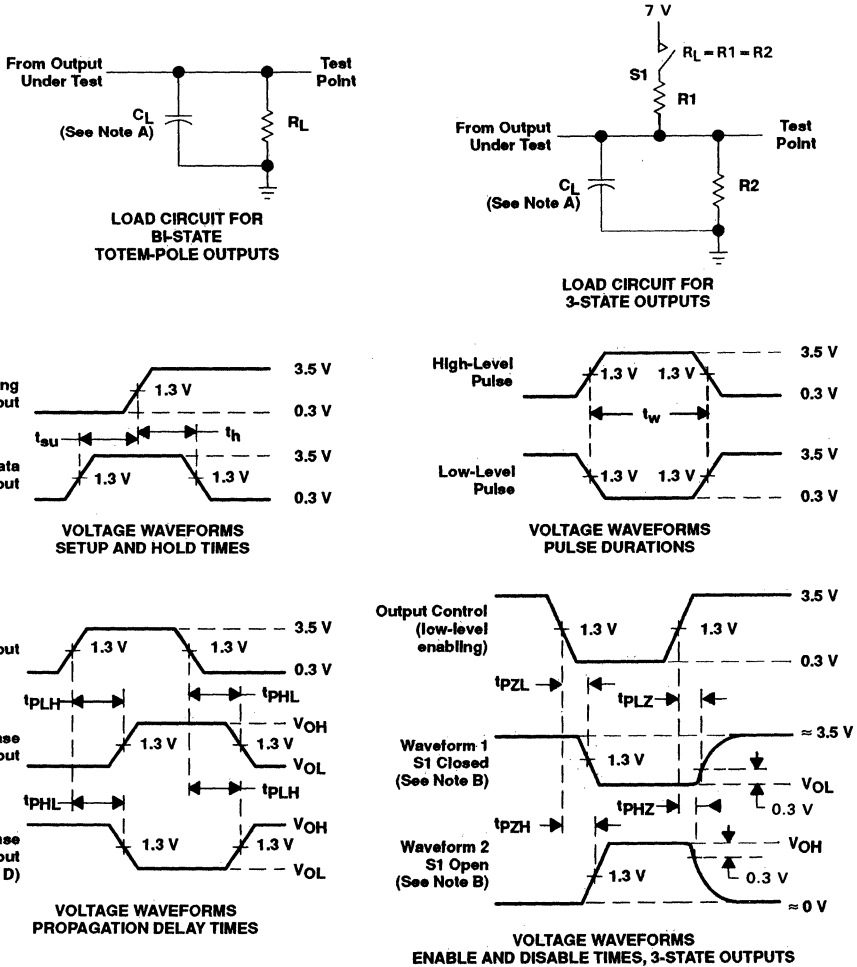 From Output
Under Test
Test
Point
CL
(See Note A)
RL
LOAD CIRCUIT FOR
BI-STATE
TOTEM-POLE OUTPUTS
7 V
RL = R1 = R2
S1
R1
From Output
Under Test
Test
Point
CL
(See Note A)
R2
LOAD CIRCUIT FOR
3-STATE OUTPUTS
3.5 V
1.3 V
0.3 V
tsu
th
3.5 V
1.3 V
1.3 V
0.3 V
VOLTAGE WAVEFORMS
SETUP AND HOLD TIMES
High-Level
Pulse
3.5 V
1.3 V
1.3 V
0.3 V
tw
Low-Level
Pulse
3.5 V
1.3 V
1.3 V
0.3 V
VOLTAGE WAVEFORMS
PULSE DURATIONS
3.5 V
1.3 V
1.3 V
0.3 V
tPLH
tPHL
VOH
1.3 V
1.3 V
VOL
tPHL
tPLH
VOH
1.3 V
1.3 V
VOL
D)
VOLTAGE WAVEFORMS
PROPAGATION DELAY TIMES
Output Control
(low-level
enabling)
3.5 V
1.3 V
1.3 V
0.3 V
tPZL
tPLZ
Waveform 1
S1 Closed
(See Note B)
≈ 3.5 V
1.3 V
VOL
0.3 V
tPZH
tPHZ
Waveform 2
S1 Open
(See Note B)
VOH
1.3 V
0.3 V
≈ 0 V
VOLTAGE WAVEFORMS
ENABLE AND DISABLE TIMES, 3-STATE OUTPUTS